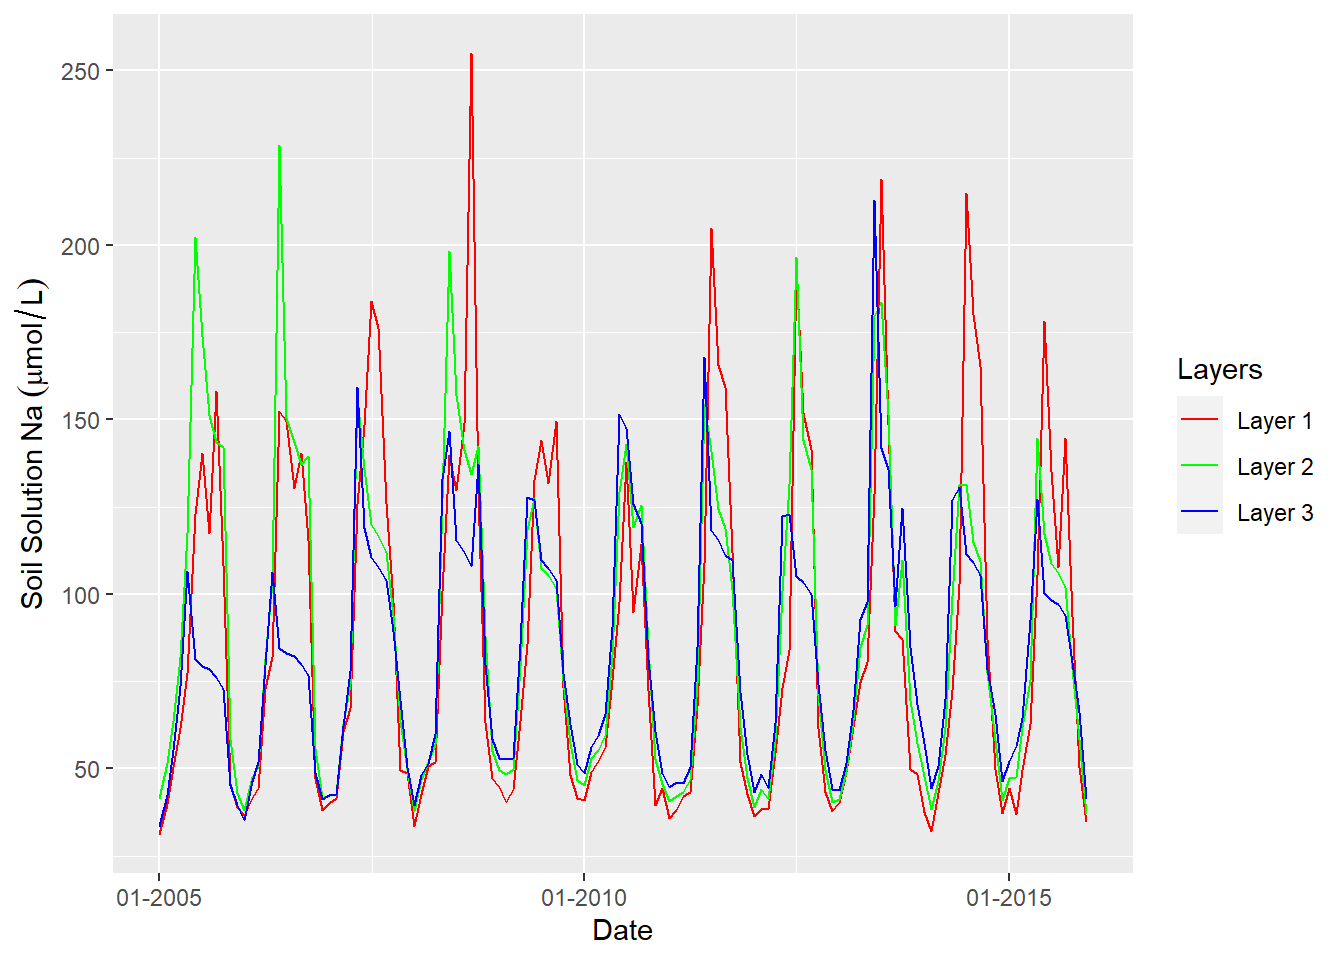 250
200
150
100
50
Soil Solution Na (μmol/L)
01-2005
01-2010
01-2015
Date
Layers
Layer 1
Layer 2
Layer 3